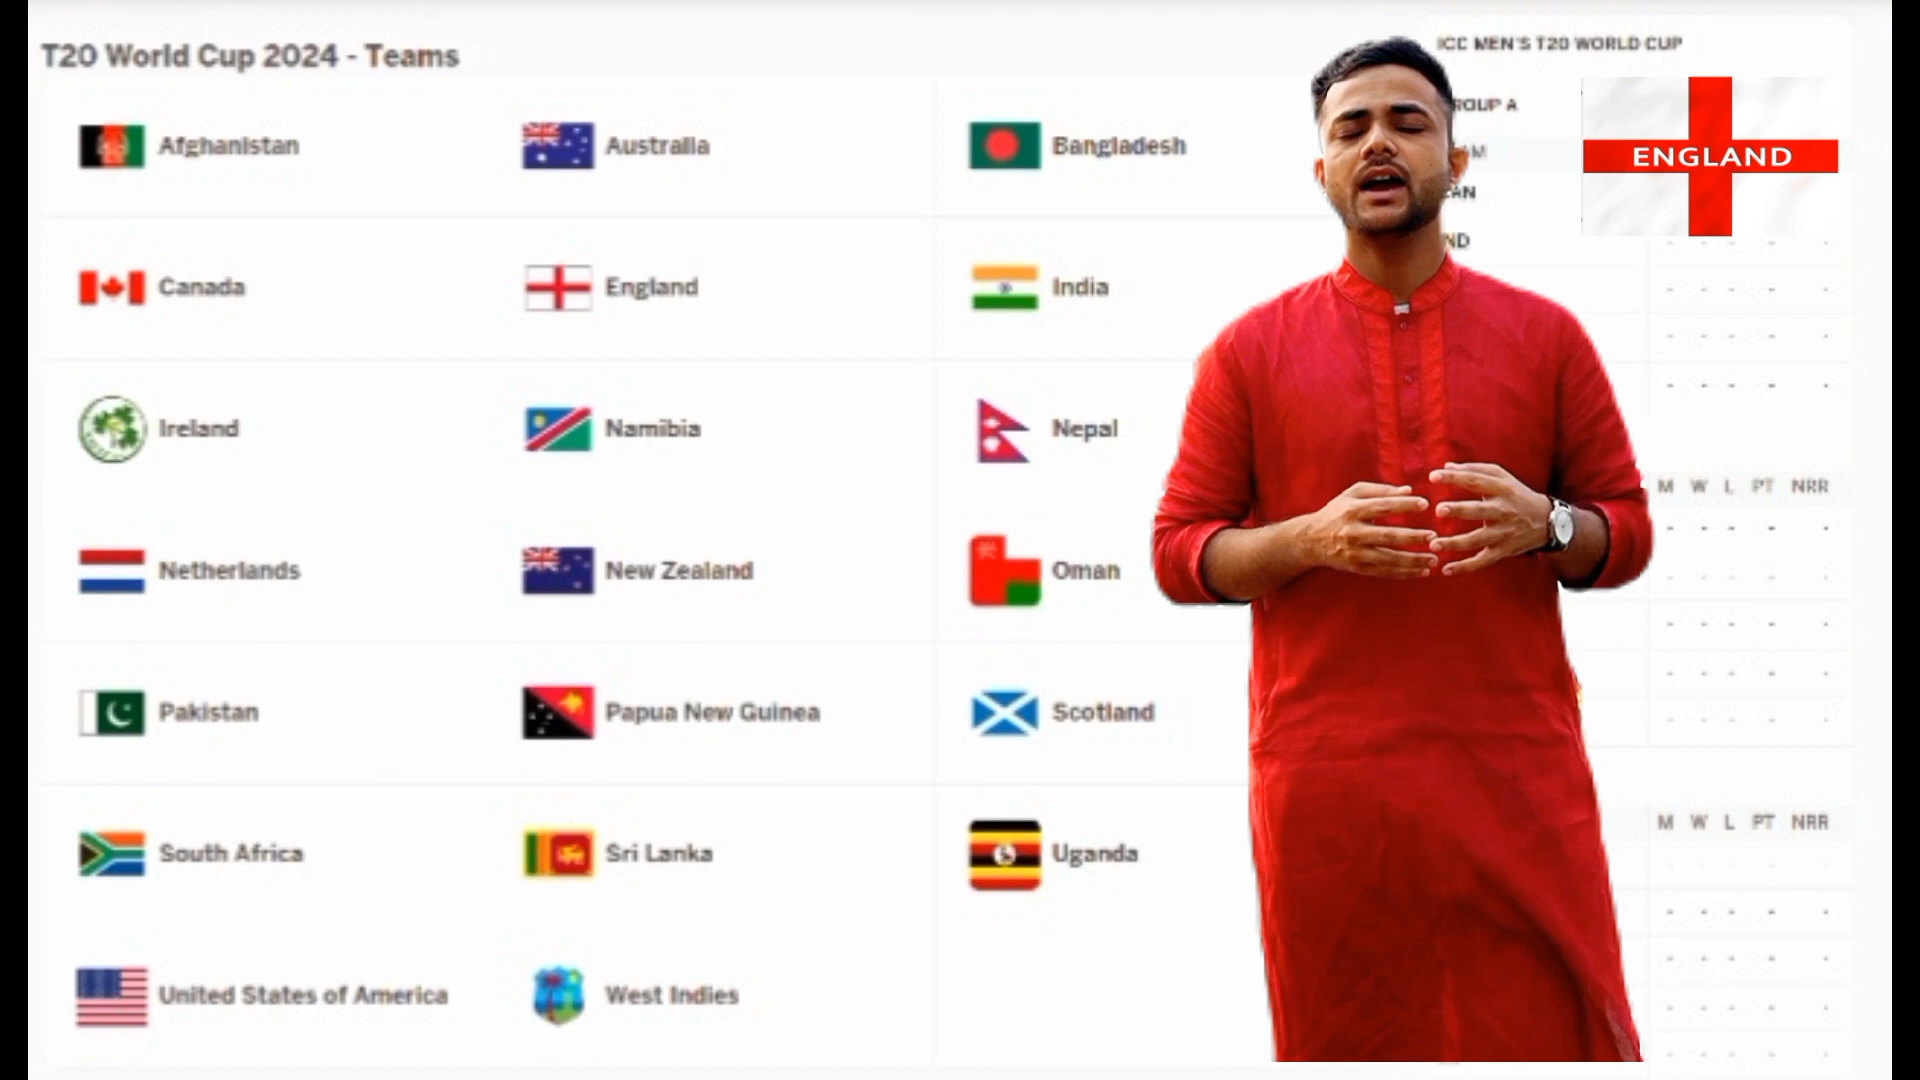 T20 World Cup 2024 - Teams
Afghanistan
Australia
Bangladesh
Canada
England
India
Ireland
Namibia
Nepal
Netherlands
New Zealand
Oman
Pakistan
Papua New Guinea
Scotland
South Africa
Sri Lanka
Uganda
United States of America
West Indies
ICC MEN'S T20 WORLD CUP
ENGLAND
M W L PT NRR
M W L PT NRR